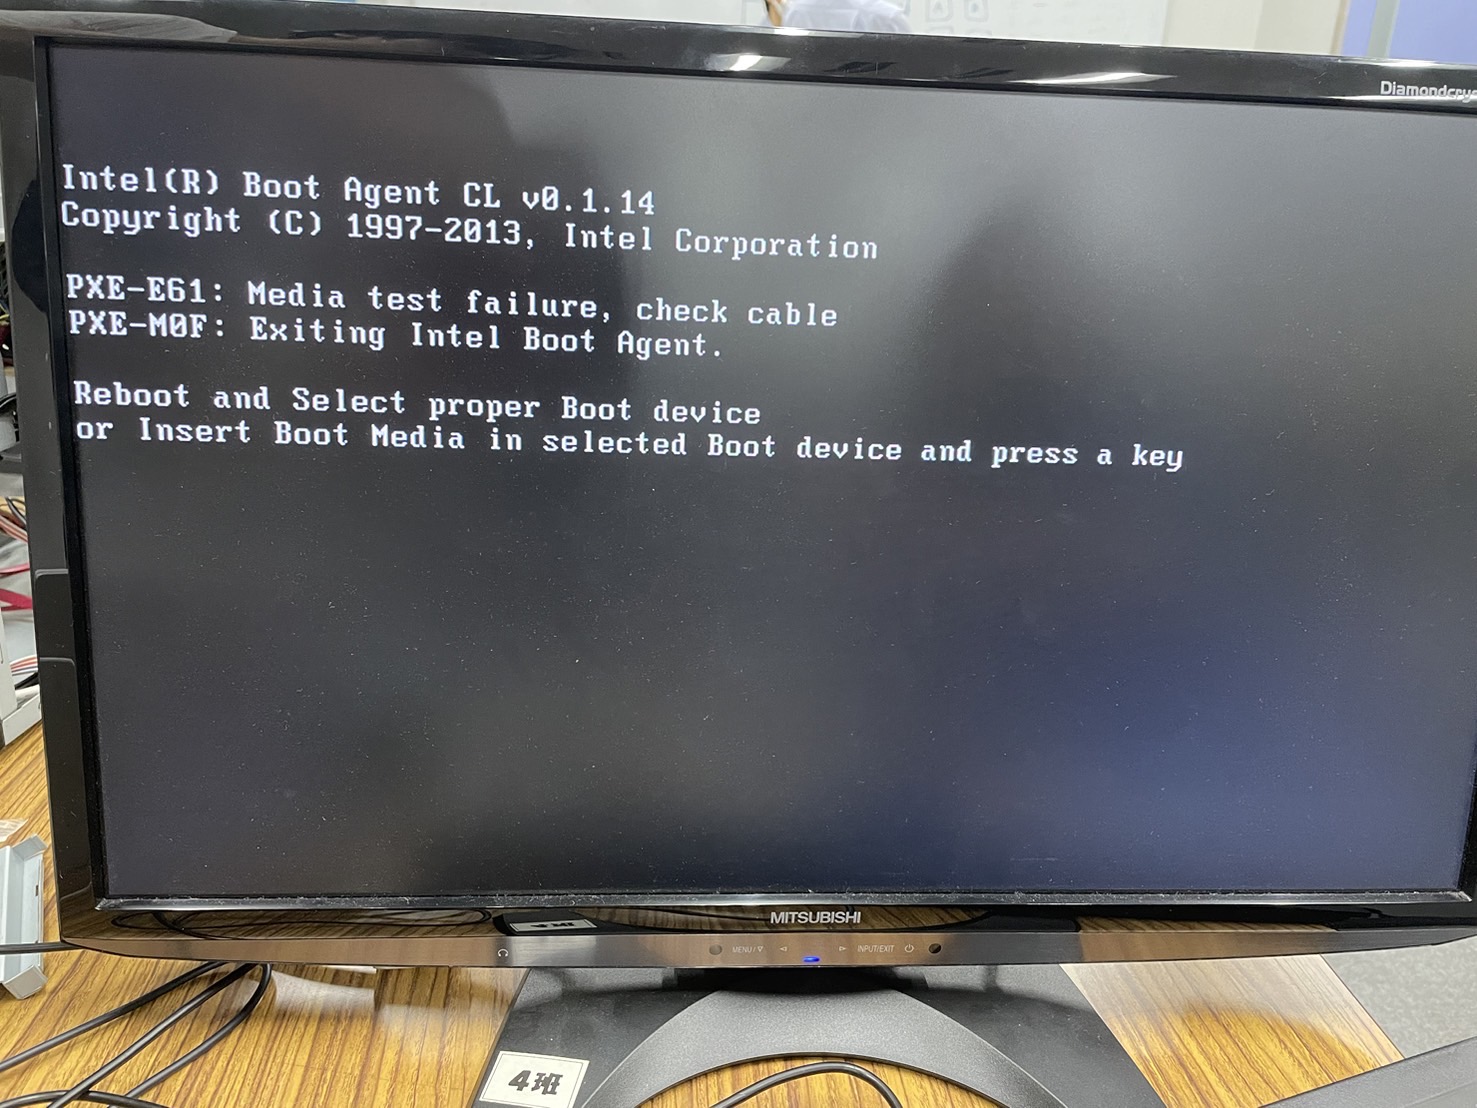 Diamondcrys
Intel(R) Boot Agent CL v0.1.14
Copyright (C) 1997-2013, Intel Corporation
PXE-E61: Media test failure, check cable
PXE-M0F: Exiting Intel Boot Agent.
Reboot and Select proper Boot device
or Insert Boot Media in selected Boot device and press a key
MITSUBISHI
MENU/▽ ◁ ▷ INPUT/EXIT
4班